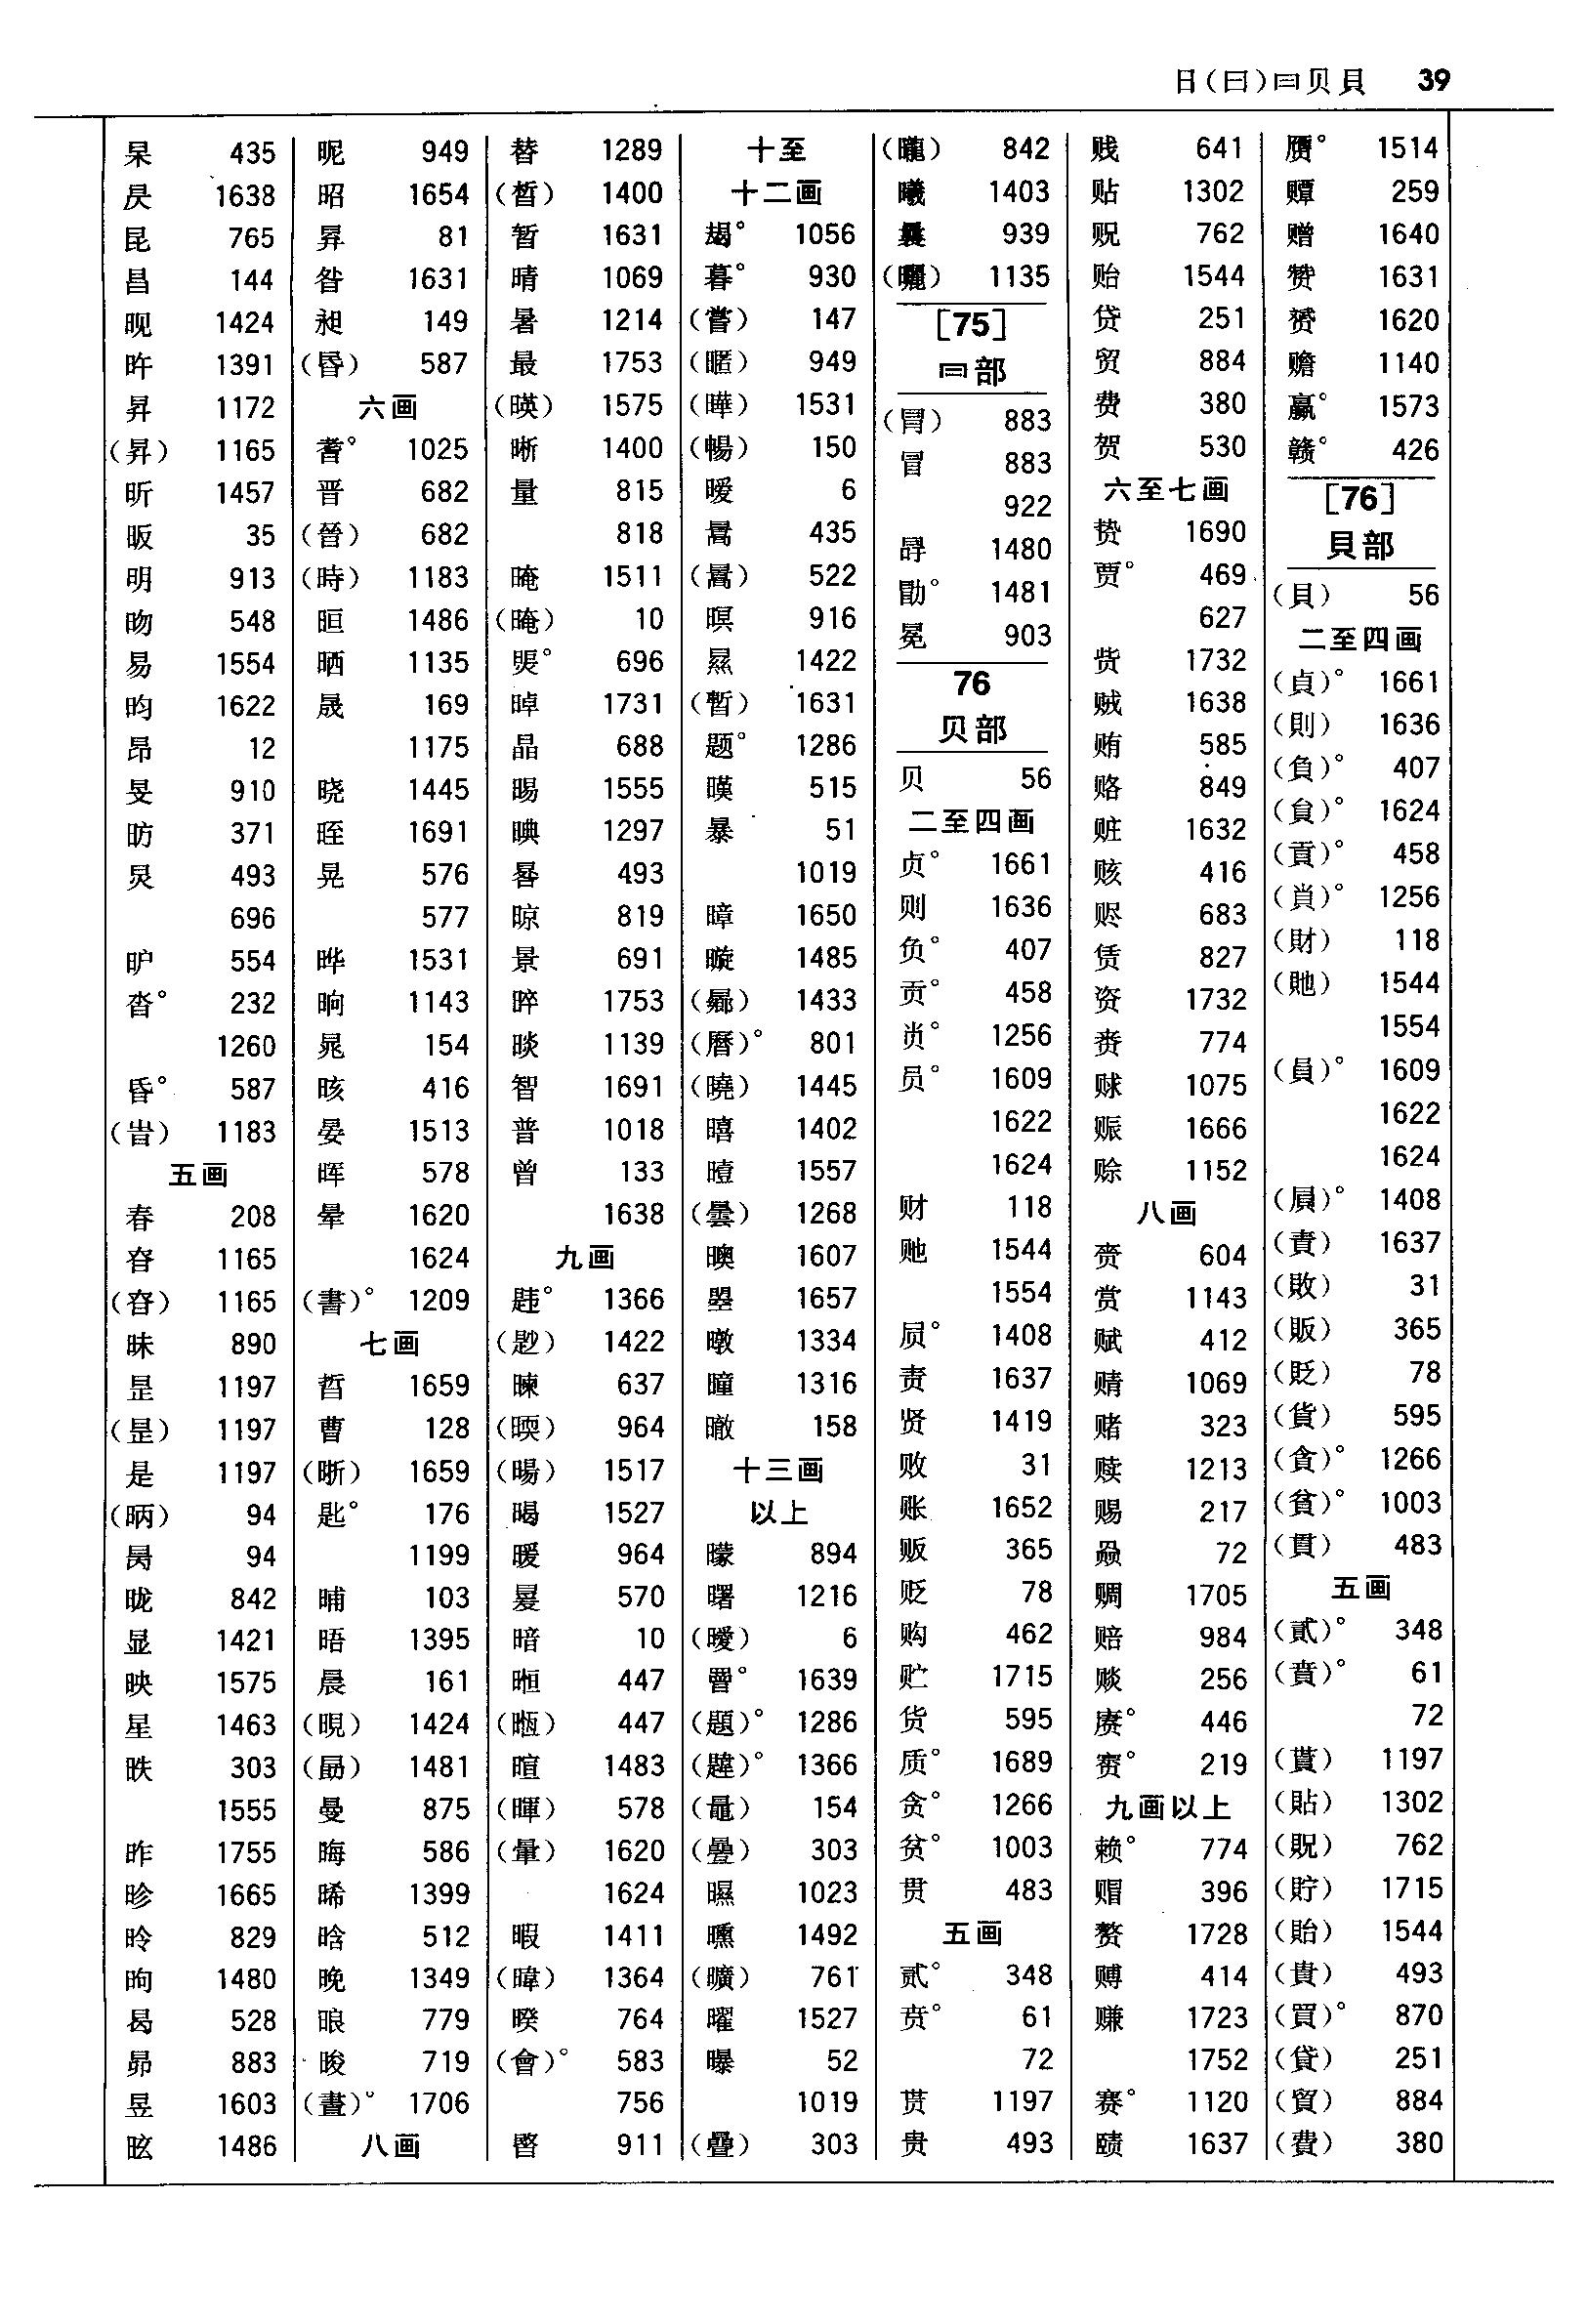 日(曰)⺜贝貝 39
杲 435
昃 1638
昆 765
昌 144
晛 1424
旿 1391
昇 1172
(昇) 1165
昕 1457
昄 35
明 913
昒 548
易 1554
昀 1622
昂 12
旻 910
昉 371
炅 493
696
昈 554
沓° 232
1260
昏° 587
(旹) 1183
五画
春 208
昚 1165
(昚) 1165
昧 890
昰 1197
(昰) 1197
是 1197
(昞) 94
昺 94
昽 842
显 1421
映 1575
星 1463
昳 303
1555
昨 1755
昣 1665
昤 829
昫 1480
曷 528
昴 883
昱 1603
昡 1486
昵 949
昭 1654
昪 81
昝 1631
昶 149
(昬) 587
六画
耆° 1025
晋 682
(晉) 682
(時) 1183
晅 1486
晒 1135
晟 169
1175
晓 1445
晊 1691
晃 576
577
晔 1531
晌 1143
晁 154
晐 416
晏 1513
晖 578
晕 1620
1624
(書)° 1209
七画
晢 1659
曹 128
(晣) 1659
匙° 176
1199
晡 103
晤 1395
晨 161
(晛) 1424
(勗) 1481
曼 875
晦 586
晞 1399
晗 512
晚 1349
晾 779
晙 719
(晝)° 1706
八画
替 1289
(晳) 1400
暂 1631
晴 1069
暑 1214
最 1753
(暎) 1575
晰 1400
量 815
818
晻 1511
(晻) 10
煚° 696
晫 1731
晶 688
晹 1555
晪 1297
晷 493
晾 819
景 691
晬 1753
晱 1139
智 1691
普 1018
曾 133
1638
九画
韪° 1366
(尟) 1422
暕 637
(㬉) 964
(暘) 1517
暍 1527
暖 964
暠 570
暗 10
暅 447
(暅) 447
暄 1483
(暉) 578
(暈) 1620
1624
暇 1411
(暐) 1364
暌 764
(會)° 583
756
暋 911
十至
十二画
朅° 1056
暮° 930
(嘗) 147
(暱) 949
(曄) 1531
(暢) 150
暧 6
暠 435
(暠) 522
暝 916
㬎 1422
(暫) 1631
题° 1286
暵 515
暴 51
1019
暲 1650
暶 1485
(㬠) 1433
(曆)° 801
(曉) 1445
暿 1402
曀 1557
(曇) 1268
噢 1607
曌 1657
暾 1334
曈 1316
暻 158
十三画
以上
曚 894
曙 1216
(曖) 6
罾° 1639
(題)° 1286
(韙)° 1366
(鼂) 154
(疊) 303
㬤 1023
曛 1492
(曠) 761
曜 1527
曝 52
1019
(疊) 303
(曨) 842
曦 1403
曩 939
(曬) 1135
[75]
⺜部
(冐) 883
冒 883
922
冔 1480
勖° 1481
冕 903
76
贝部
贝 56
二至四画
贞° 1661
则 1636
负° 407
贡° 458
贠° 1256
员° 1609
1622
1624
财 118
贶 1544
1554
屃° 1408
责 1637
贤 1419
败 31
账 1652
贩 365
贬 78
购 462
贮 1715
货 595
质° 1689
贪° 1266
贫° 1003
贯 483
五画
贰° 348
贲° 61
72
贳 1197
贵 493
贱 641
贴 1302
贶 762
贻 1544
贷 251
贸 884
费 380
贺 530
六至七画
贽 1690
贾° 469
627
赀 1732
贼 1638
贿 585
赂 849
赃 1632
赅 416
赆 683
赁 827
资 1732
赉 774
赇 1075
赈 1666
赊 1152
八画
赍 604
赏 1143
赋 412
赌 323
赎 1213
赐 217
赑 72
赒 1705
赔 984
赕 256
赓° 446
賨° 219
九画以上
赖° 774
赗 396
赘 1728
赙 414
赚 1723
1752
赛° 1120
赜 1637
赝° 1514
赠 1640
赞 1631
赟 1620
赡 1140
赢° 1573
赣° 426
[76]
貝部
(貝) 56
二至四画
(貞)° 1661
(則) 1636
(負)° 407
(貟)° 1624
(貢)° 458
(貨)° 1256
(財) 118
(貤) 1544
1554
(員)° 1609
1622
1624
(屓)° 1408
(責) 1637
(敗) 31
(販) 365
(貶) 78
(貨) 595
(貪)° 1266
(貧)° 1003
(貫) 483
五画
(貳)° 348
(賁)° 61
72
(貰) 1197
(貼) 1302
(貺) 762
(貯) 1715
(貽) 1544
(貴) 493
(買)° 870
(貸) 251
(貿) 884
(費) 380